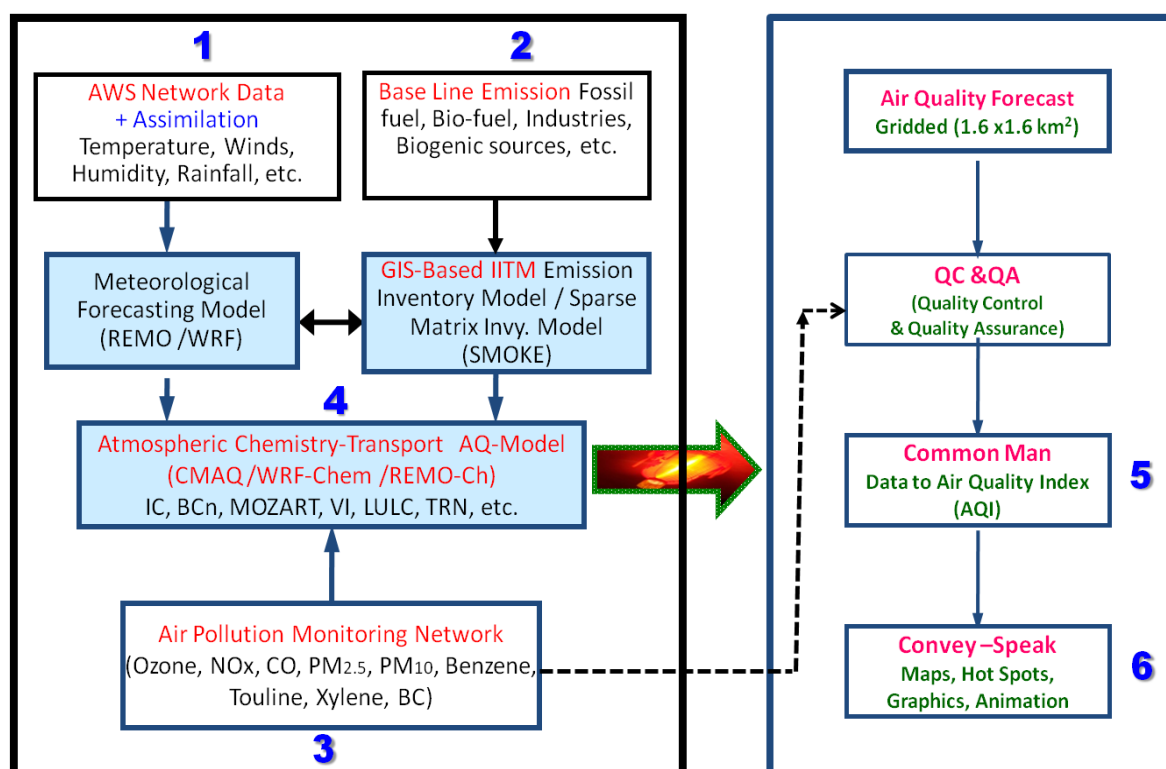 1
AWS Network Data
+ Assimilation
Temperature, Winds,
Humidity, Rainfall, etc.
2
Base Line Emission Fossil
fuel, Bio-fuel, Industries,
Biogenic sources, etc.
Meteorological
Forecasting Model
(REMO /WRF)
GIS-Based IITM Emission
Inventory Model / Sparse
Matrix Invy. Model
(SMOKE)
4
Atmospheric Chemistry-Transport AQ-Model
(CMAQ /WRF-Chem /REMO-Ch)
IC, BCn, MOZART, VI, LULC, TRN, etc.
Air Pollution Monitoring Network
(Ozone, NOx, CO, PM2.5, PM10, Benzene,
Touline, Xylene, BC)
3
Air Quality Forecast
Gridded (1.6 x1.6 km²)
QC &QA
(Quality Control
& Quality Assurance)
Common Man
Data to Air Quality Index
(AQI)
5
Convey –Speak
Maps, Hot Spots,
Graphics, Animation
6